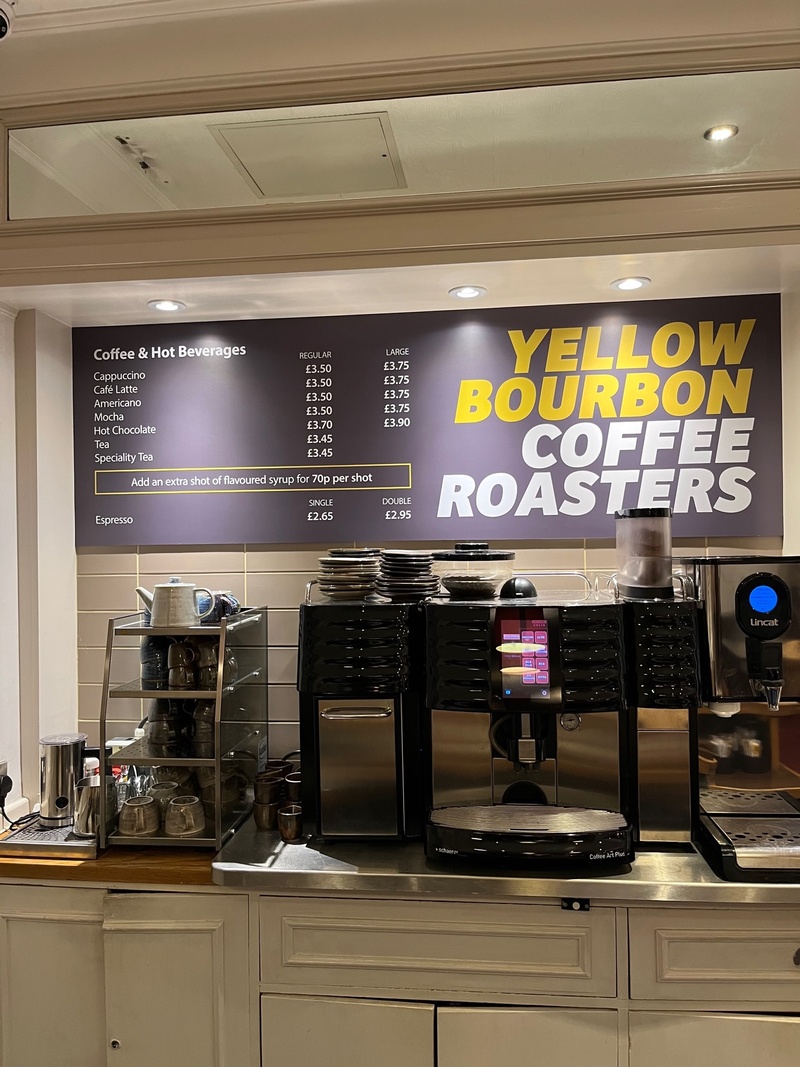 Coffee & Hot Beverages REGULAR LARGE
Cappuccino £3.50 £3.75
Café Latte £3.50 £3.75
Americano £3.50 £3.75
Mocha £3.50 £3.75
Hot Chocolate £3.70 £3.90
Tea £3.45
Speciality Tea £3.45
Add an extra shot of flavoured syrup for 70p per shot
SINGLE DOUBLE
Espresso £2.65 £2.95
YELLOW
BOURBON
COFFEE
ROASTERS
Lincat
schaerer
Coffee Art Plus